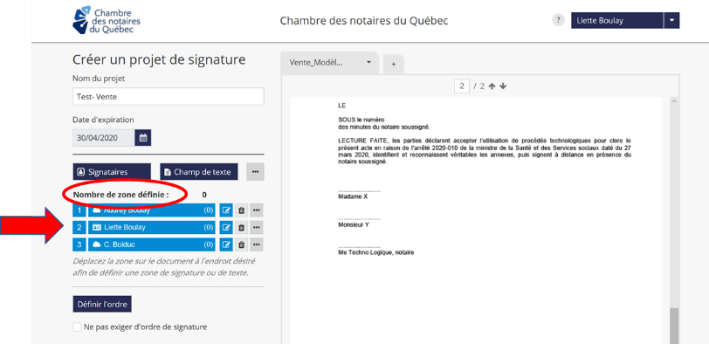 Chambre
des notaires
du Québec
Chambre des notaires du Québec
?
Liette Boulay
Créer un projet de signature
Nom du projet
Test- Vente
Date d'expiration
30/04/2020
Signataires
Champ de texte
Nombre de zone définie : 0
1 Audrey Boulay (0)
2 Liette Boulay (0)
3 C. Bolduc (0)
Déplacez la zone sur le document à l'endroit désiré
afin de définir une zone de signature ou de texte.
Définir l'ordre
Ne pas exiger d'ordre de signature
Vente_Modèl...
+
2 / 2
LE
SOUS le numéro
des minutes du notaire soussigné.
LECTURE FAITE, les parties déclarent accepter l'utilisation de procédés technologiques pour clore le
présent acte en raison de l'arrêté 2020-010 de la ministre de la Santé et des Services sociaux daté du 27
mars 2020, identifient et reconnaissent véritables les annexes, puis signent à distance en présence du
notaire soussigné.
Madame X
Monsieur Y
Me Techno Logique, notaire